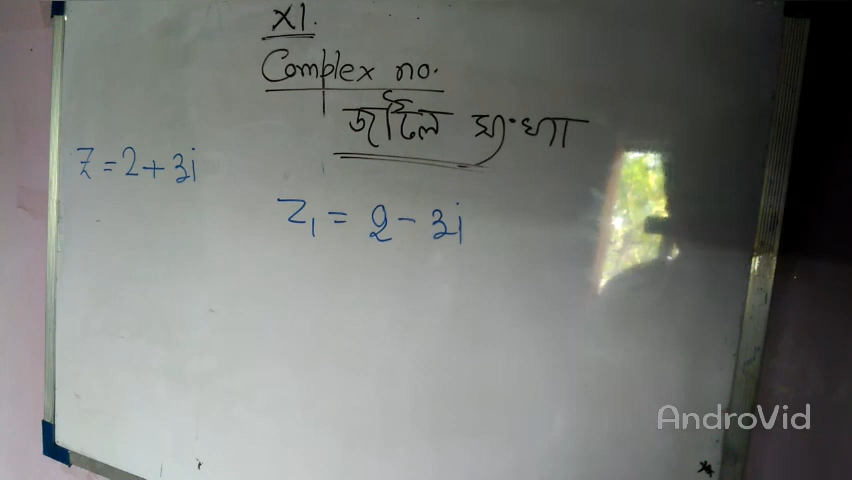 XI.
Complex no.
জটিল সংখ্যা
Z = 2 + 3i
Z₁ = 2 - 3i
AndroVid